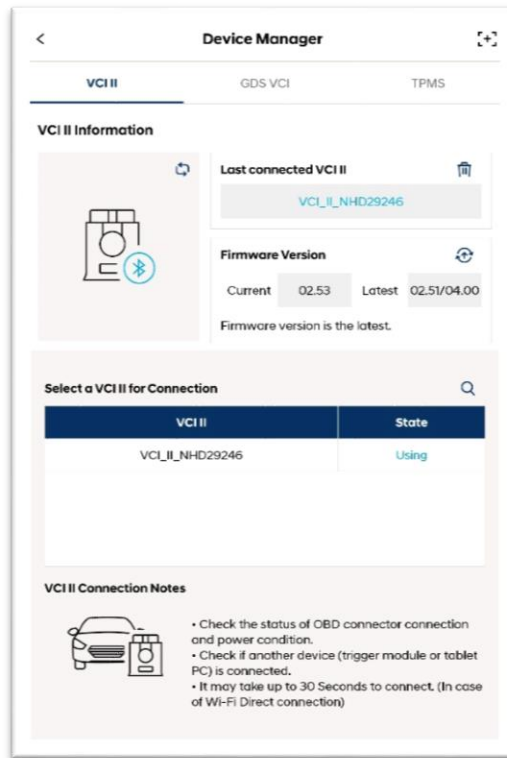 Device Manager
VCI II
GDS VCI
TPMS
VCI II Information
Last connected VCI II
VCI_II_NHD29246
Firmware Version
Current 02.53 Latest 02.51/04.00
Firmware version is the latest.
Select a VCI II for Connection
VCI II State
VCI_II_NHD29246 Using
VCI II Connection Notes
• Check the status of OBD connector connection
and power condition.
• Check if another device (trigger module or tablet
PC) is connected.
• It may take up to 30 Seconds to connect. (In case
of Wi-Fi Direct connection)